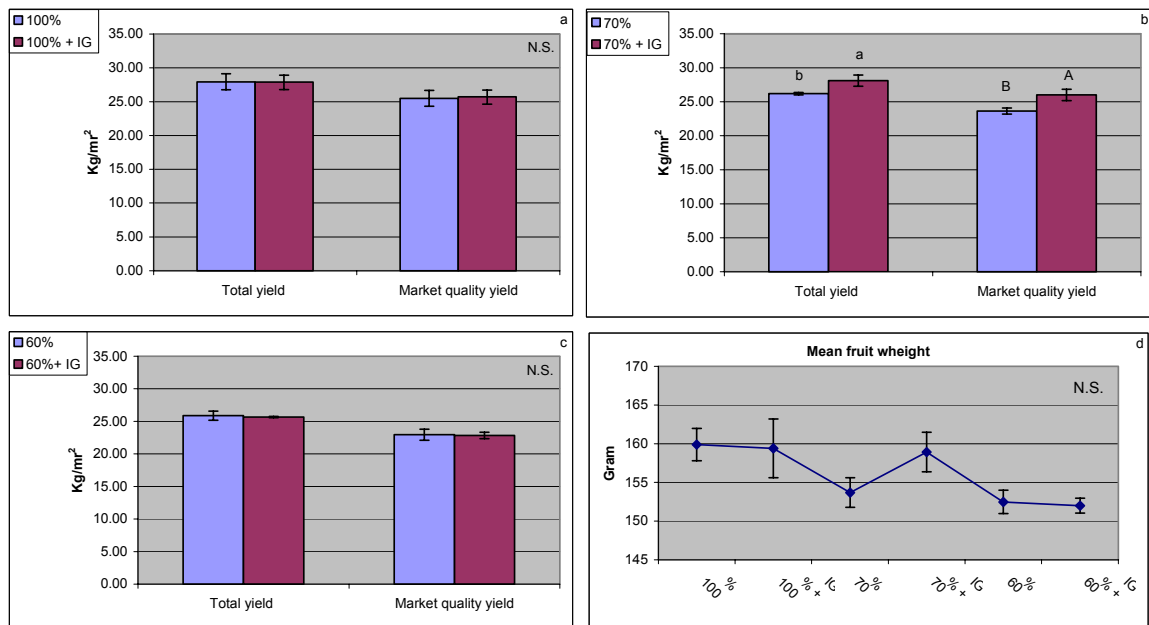 100%
100% + IG
a
N.S.
35.00
30.00
25.00
20.00
15.00
10.00
5.00
0.00
Kg/mr²
Total yield
Market quality yield
70%
70% + IG
b
35.00
30.00
25.00
20.00
15.00
10.00
5.00
0.00
Kg/mr²
b
a
B
A
Total yield
Market quality yield
60%
60%+ IG
c
N.S.
35.00
30.00
25.00
20.00
15.00
10.00
5.00
0.00
Kg/mr²
Total yield
Market quality yield
d
Mean fruit wheight
N.S.
170
165
160
155
150
145
Gram
100%
100% + IG
70%
70% + IG
60%
60% + IG